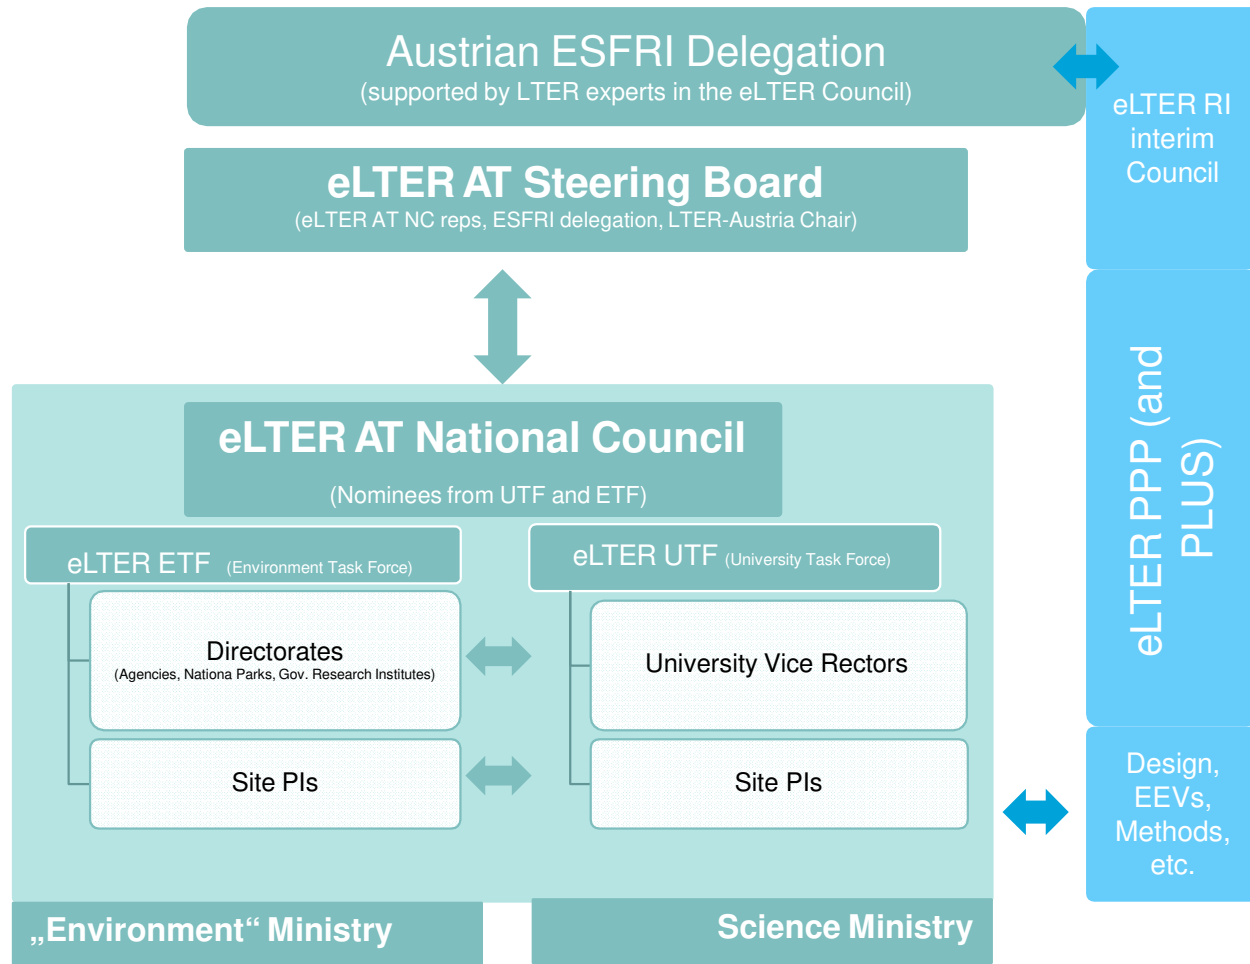 Austrian ESFRI Delegation
(supported by LTER experts in the eLTER Council)
eLTER RI
interim
Council
eLTER AT Steering Board
(eLTER AT NC reps, ESFRI delegation, LTER-Austria Chair)
eLTER AT National Council
(Nominees from UTF and ETF)
eLTER ETF (Environment Task Force)
eLTER UTF (University Task Force)
Directorates
(Agencies, Nationa Parks, Gov. Research Institutes)
University Vice Rectors
Site PIs
Site PIs
eLTER PPP (and
PLUS)
Design,
EEVs,
Methods,
etc.
„Environment“ Ministry
Science Ministry